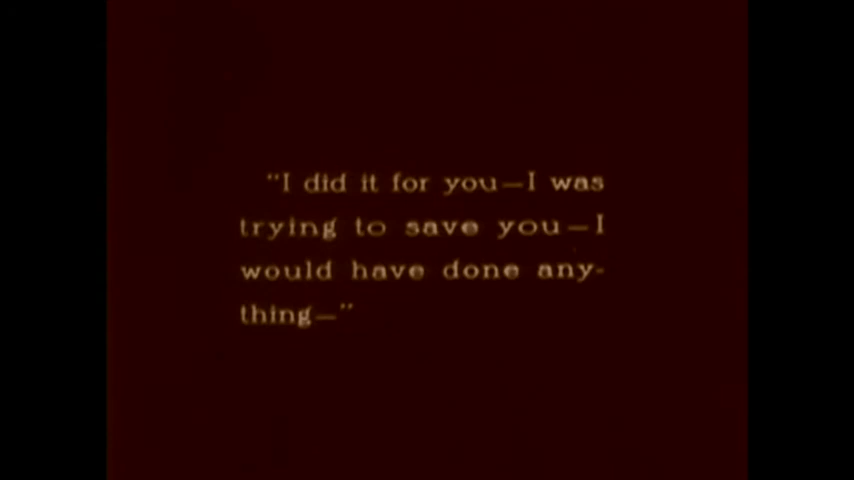 "I did it for you—I was
trying to save you—I
would have done any-
thing—"